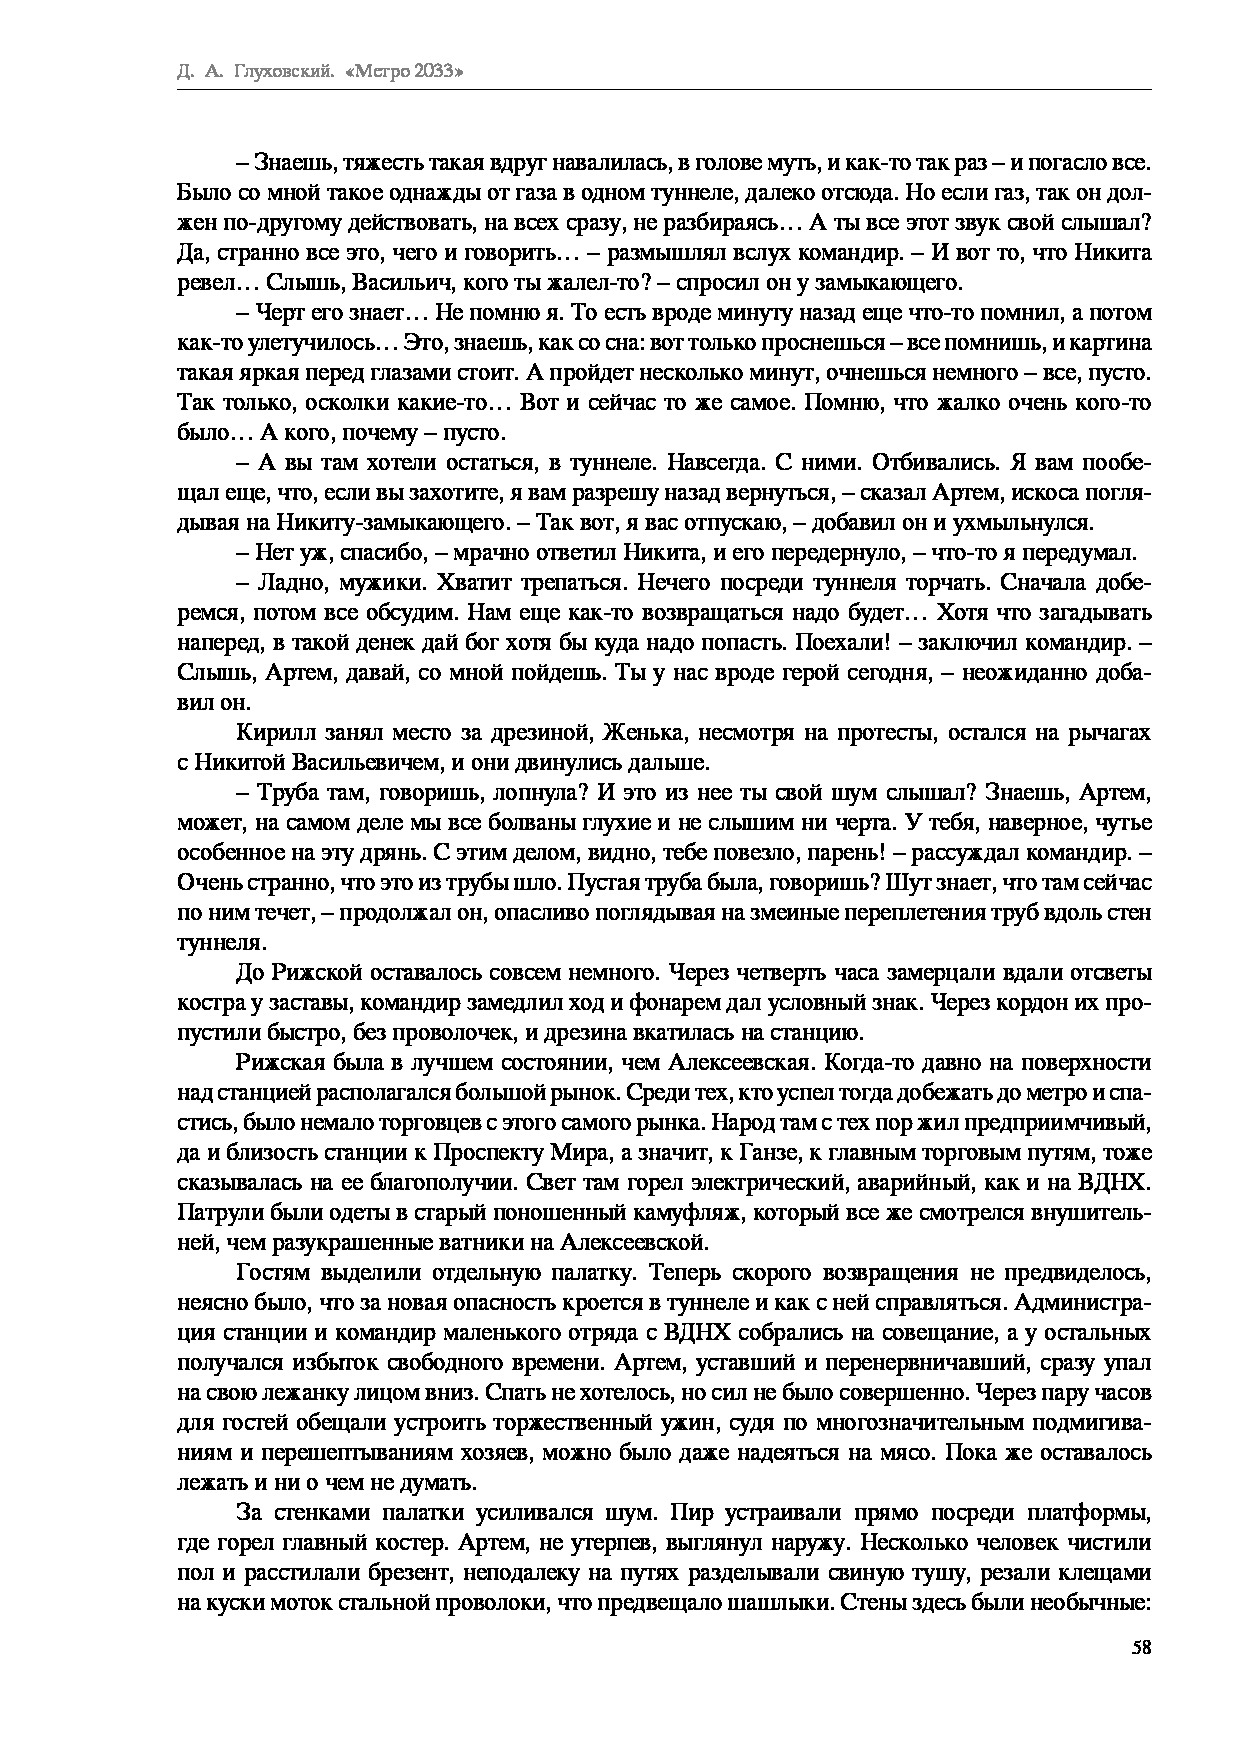 Д. А. Глуховский. «Метро 2033»
– Знаешь, тяжесть такая вдруг навалилась, в голове муть, и как-то так раз – и погасло все.
Было со мной такое однажды от газа в одном туннеле, далеко отсюда. Но если газ, так он дол-
жен по-другому действовать, на всех сразу, не разбираясь… А ты все этот звук свой слышал?
Да, странно все это, чего и говорить… – размышлял вслух командир. – И вот то, что Никита
ревел… Слышь, Васильич, кого ты жалел-то? – спросил он у замыкающего.
– Черт его знает… Не помню я. То есть вроде минуту назад еще что-то помнил, а потом
как-то улетучилось… Это, знаешь, как со сна: вот только проснешься – все помнишь, и картина
такая яркая перед глазами стоит. А пройдет несколько минут, очнешься немного – все, пусто.
Так только, осколки какие-то… Вот и сейчас то же самое. Помню, что жалко очень кого-то
было… А кого, почему – пусто.
– А вы там хотели остаться, в туннеле. Навсегда. С ними. Отбивались. Я вам пообе-
щал еще, что, если вы захотите, я вам разрешу назад вернуться, – сказал Артем, искоса погля-
дывая на Никиту-замыкающего. – Так вот, я вас отпускаю, – добавил он и ухмыльнулся.
– Нет уж, спасибо, – мрачно ответил Никита, и его передернуло, – что-то я передумал.
– Ладно, мужики. Хватит трепаться. Нечего посреди туннеля торчать. Сначала добе-
ремся, потом все обсудим. Нам еще как-то возвращаться надо будет… Хотя что загадывать
наперед, в такой денек дай бог хотя бы куда надо попасть. Поехали! – заключил командир. –
Слышь, Артем, давай, со мной пойдешь. Ты у нас вроде герой сегодня, – неожиданно доба-
вил он.
Кирилл занял место за дрезиной, Женька, несмотря на протесты, остался на рычагах
с Никитой Васильевичем, и они двинулись дальше.
– Труба там, говоришь, лопнула? И это из нее ты свой шум слышал? Знаешь, Артем,
может, на самом деле мы все болваны глухие и не слышим ни черта. У тебя, наверное, чутье
особенное на эту дрянь. С этим делом, видно, тебе повезло, парень! – рассуждал командир. –
Очень странно, что это из трубы шло. Пустая труба была, говоришь? Шут знает, что там сейчас
по ним течет, – продолжал он, опасливо поглядывая на змеиные переплетения труб вдоль стен
туннеля.
До Рижской оставалось совсем немного. Через четверть часа замерцали вдали отсветы
костра у заставы, командир замедлил ход и фонарем дал условный знак. Через кордон их про-
пустили быстро, без проволочек, и дрезина вкатилась на станцию.
Рижская была в лучшем состоянии, чем Алексеевская. Когда-то давно на поверхности
над станцией располагался большой рынок. Среди тех, кто успел тогда добежать до метро и спа-
стись, было немало торговцев с этого самого рынка. Народ там с тех пор жил предприимчивый,
да и близость станции к Проспекту Мира, а значит, к Ганзе, к главным торговым путям, тоже
сказывалась на ее благополучии. Свет там горел электрический, аварийный, как и на ВДНХ.
Патрули были одеты в старый поношенный камуфляж, который все же смотрелся внушитель-
ней, чем разукрашенные ватники на Алексеевской.
Гостям выделили отдельную палатку. Теперь скорого возвращения не предвиделось,
неясно было, что за новая опасность кроется в туннеле и как с ней справляться. Администра-
ция станции и командир маленького отряда с ВДНХ собрались на совещание, а у остальных
получался избыток свободного времени. Артем, уставший и перенервничавший, сразу упал
на свою лежанку лицом вниз. Спать не хотелось, но сил не было совершенно. Через пару часов
для гостей обещали устроить торжественный ужин, судя по многозначительным подмигива-
ниям и перешептываниям хозяев, можно было даже надеяться на мясо. Пока же оставалось
лежать и ни о чем не думать.
За стенками палатки усиливался шум. Пир устраивали прямо посреди платформы,
где горел главный костер. Артем, не утерпев, выглянул наружу. Несколько человек чистили
пол и расстилали брезент, неподалеку на путях разделывали свиную тушу, резали клещами
на куски моток стальной проволоки, что предвещало шашлыки. Стены здесь были необычные:
58